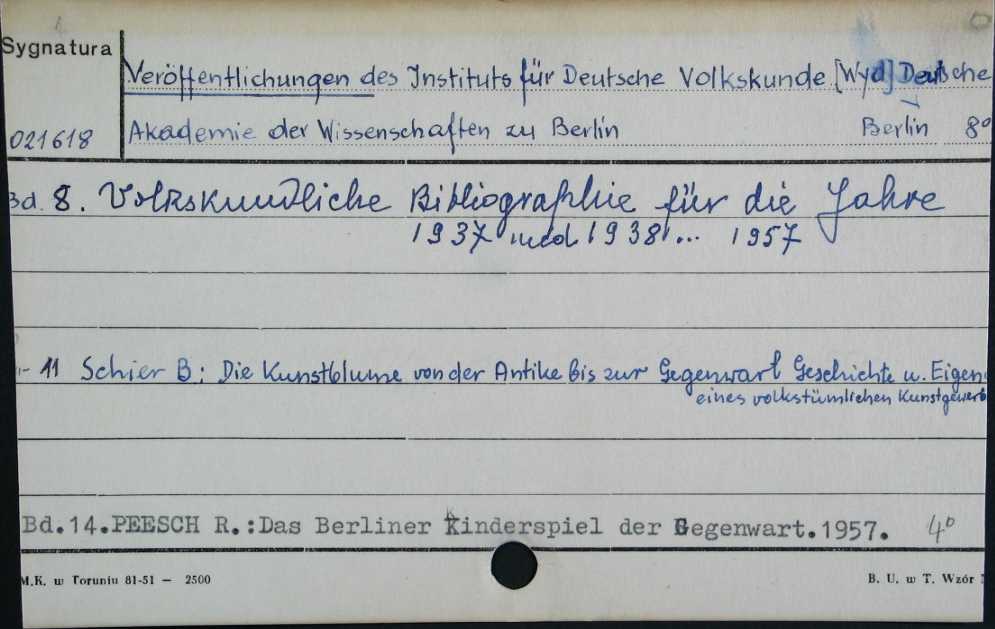 Sygnatura
Veröffentlichungen des Instituts für Deutsche Volkskunde [Wyd] Deutsche
021618 Akademie der Wissenschaften zu Berlin Berlin 8°
Bd. 8. Volkskundliche Bibliographie für die Jahre
1937 und 1938 ... 1957
- 11 Schier B: Die Kunstblume von der Antike bis zur Gegenwart Geschichte u. Eigen
eines volkstümlichen Kunstgewerb
Bd.14.PEESCH R.:Das Berliner Kinderspiel der Gegenwart.1957. 4°
M.K. w Toruniu 81-51 — 2500 B. U. w T. Wzór